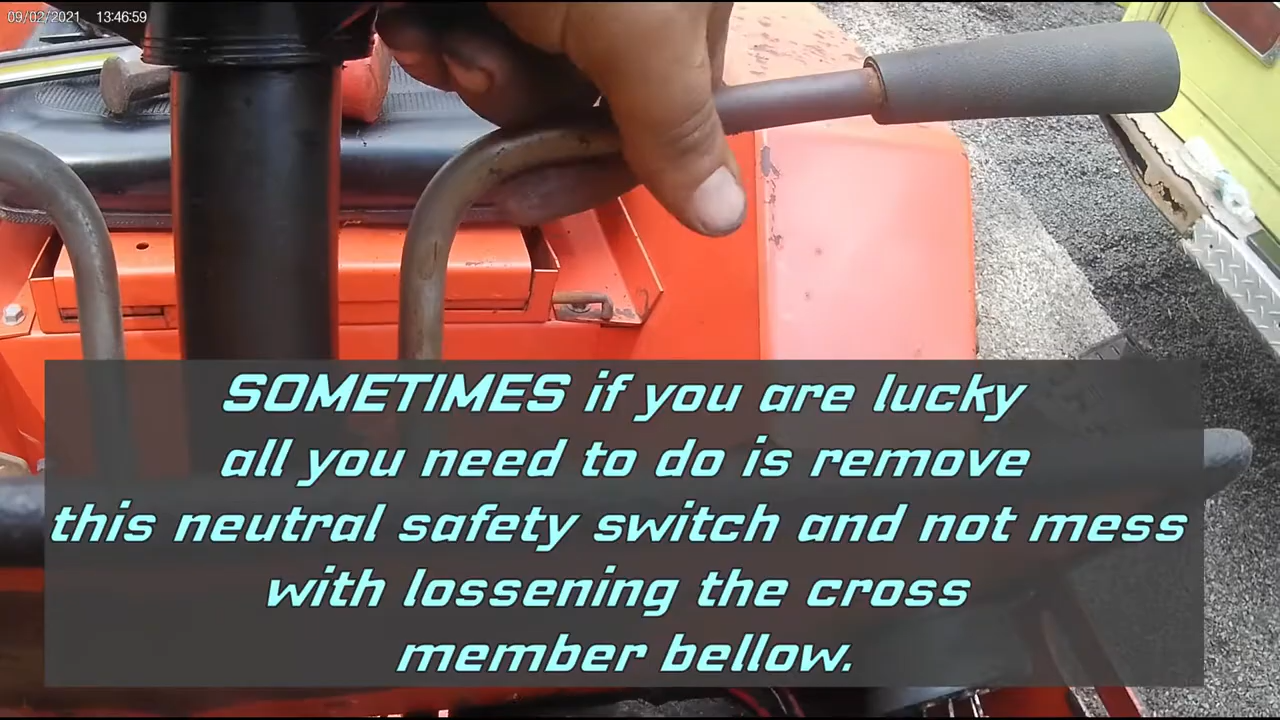 09/02/2021 13:46:59
SOMETIMES if you are lucky
all you need to do is remove
this neutral safety switch and not mess
with lossening the cross
member bellow.